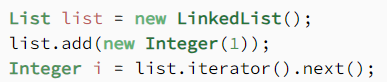 List list = new LinkedList();
list.add(new Integer(1));
Integer i = list.iterator().next();